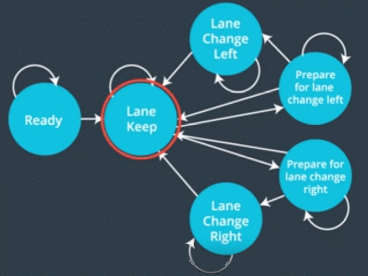 Ready
Lane
Keep
Lane
Change
Left
Prepare
for lane
change left
Prepare for
lane change
right
Lane
Change
Right